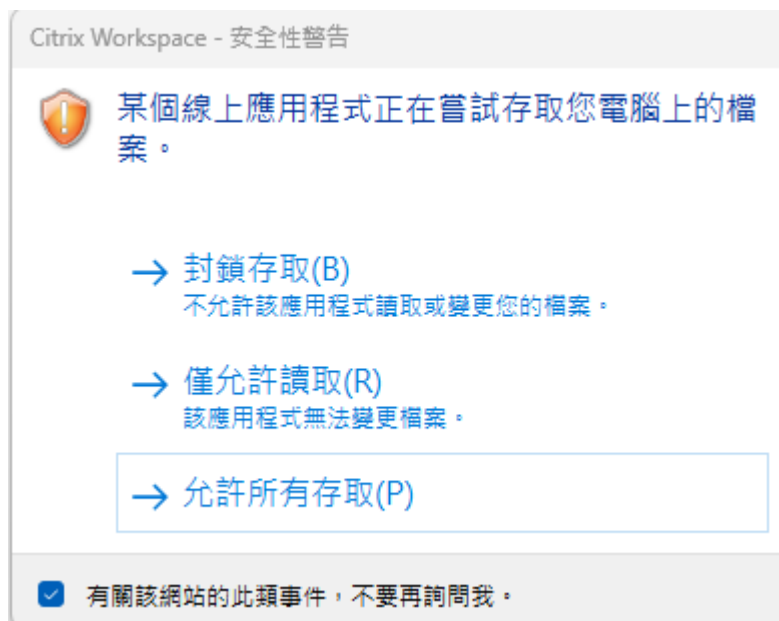 Citrix Workspace - 安全性警告
某個線上應用程式正在嘗試存取您電腦上的檔
案。
→ 封鎖存取(B)
不允許該應用程式讀取或變更您的檔案。
→ 僅允許讀取(R)
該應用程式無法變更檔案。
→ 允許所有存取(P)
有關該網站的此類事件，不要再詢問我。